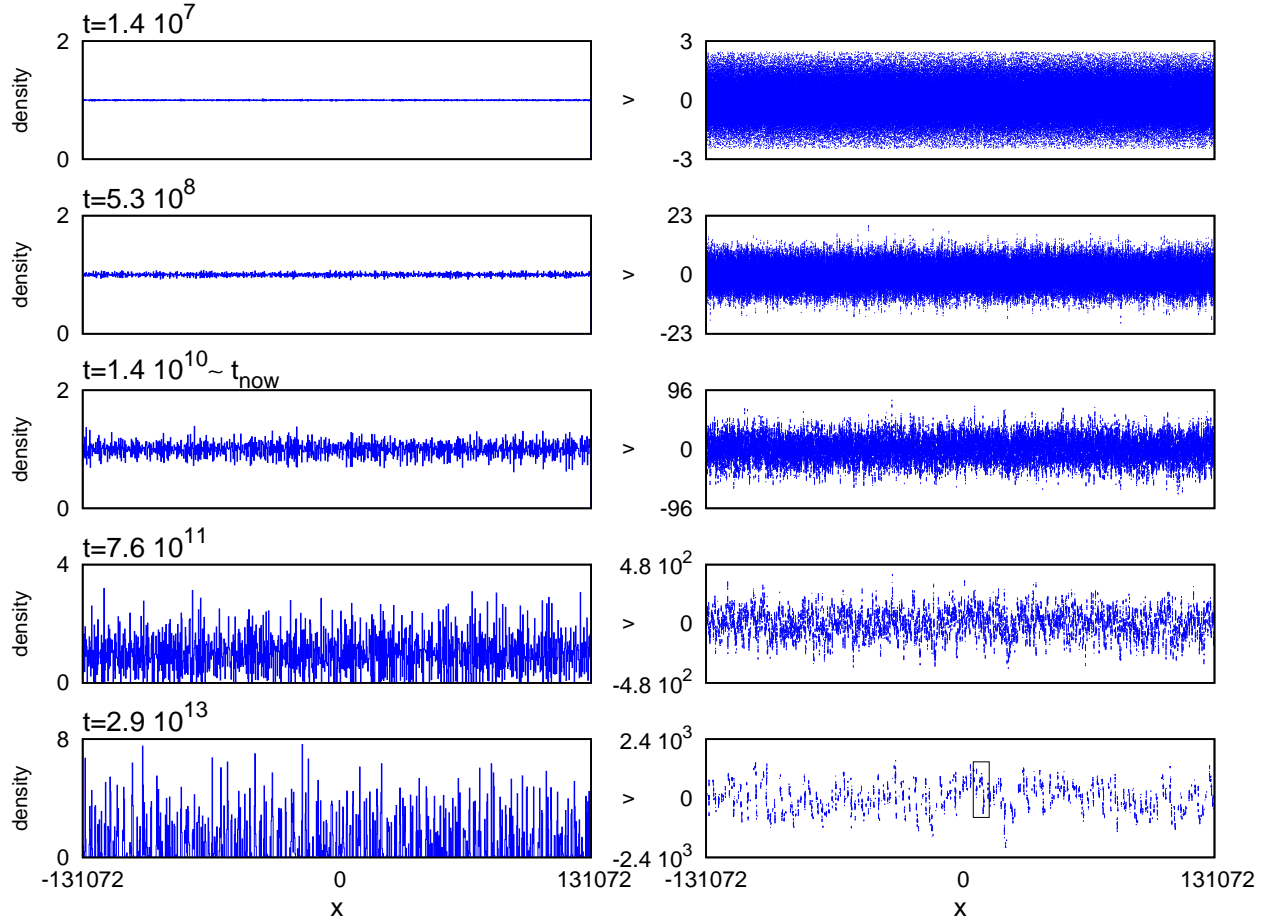 t=1.4 10^7
2
density
0
3
v
0
-3
t=5.3 10^8
2
density
0
23
v
0
-23
t=1.4 10^10 ~ t_now
2
density
0
96
v
0
-96
t=7.6 10^11
4
density
0
4.8 10^2
v
0
-4.8 10^2
t=2.9 10^13
8
density
0
2.4 10^3
v
0
-2.4 10^3
-131072 0 131072
x
-131072 0 131072
x